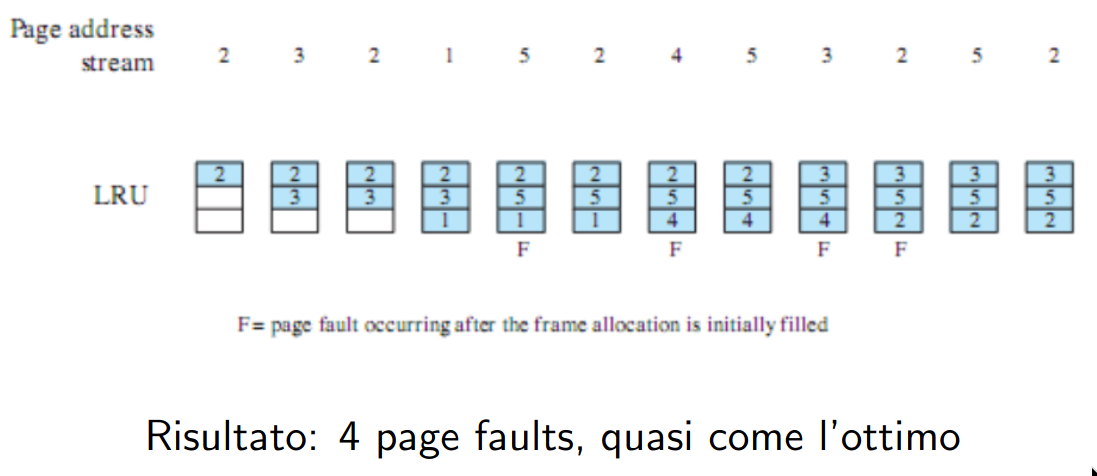 Page address
stream 2 3 2 1 5 2 4 5 3 2 5 2
2 2 2 2 2 2 2 2 3 3 3 3
LRU 3 3 3 5 5 5 5 5 5 5 5
1 1 1 4 4 4 2 2 2
F F F F
F= page fault occurring after the frame allocation is initially filled
Risultato: 4 page faults, quasi come l'ottimo